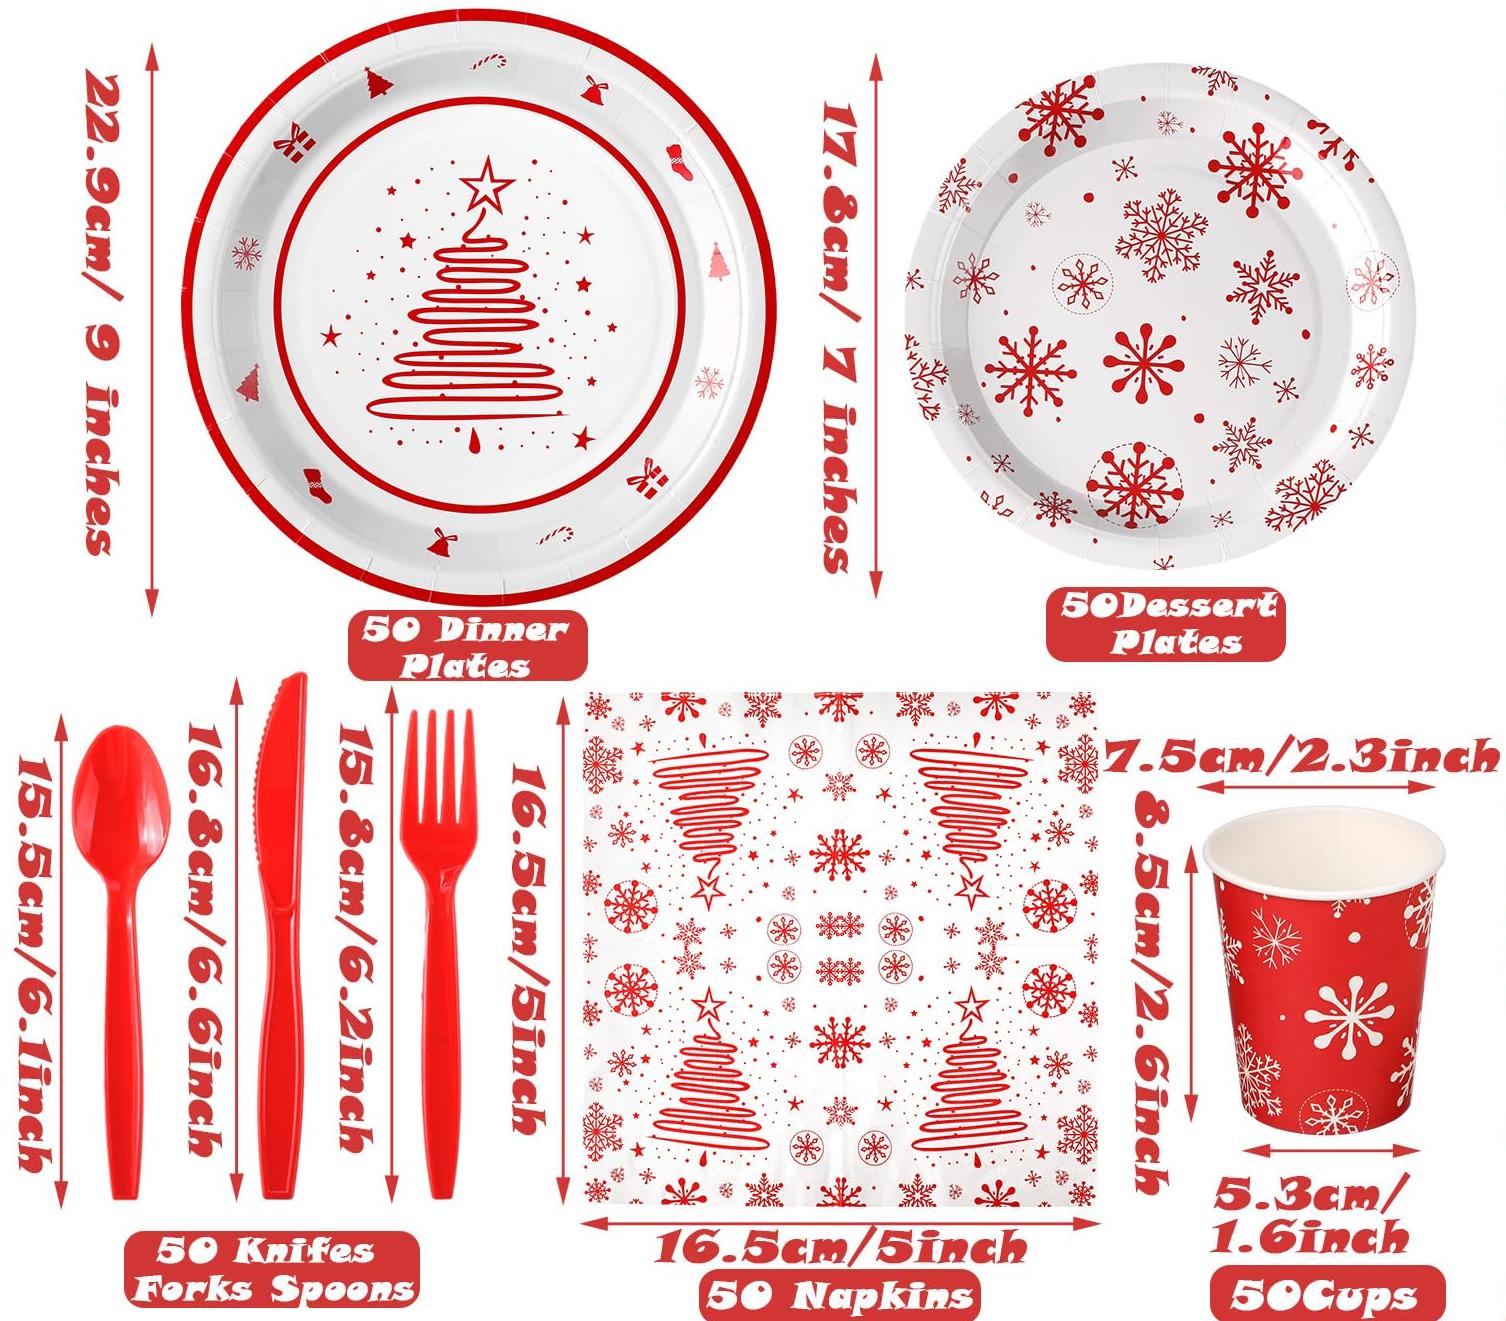 22.9cm/ 9 inches
17.8cm/ 7 inches
50 Dinner
Plates
50Dessert
Plates
15.5cm/6.1inch
16.8cm/6.6inch
15.8cm/6.2inch
16.5cm/5inch
7.5cm/2.3inch
8.5cm/2.6inch
5.3cm/
1.6inch
16.5cm/5inch
50 Knifes
Forks Spoons
50 Napkins
50Cups